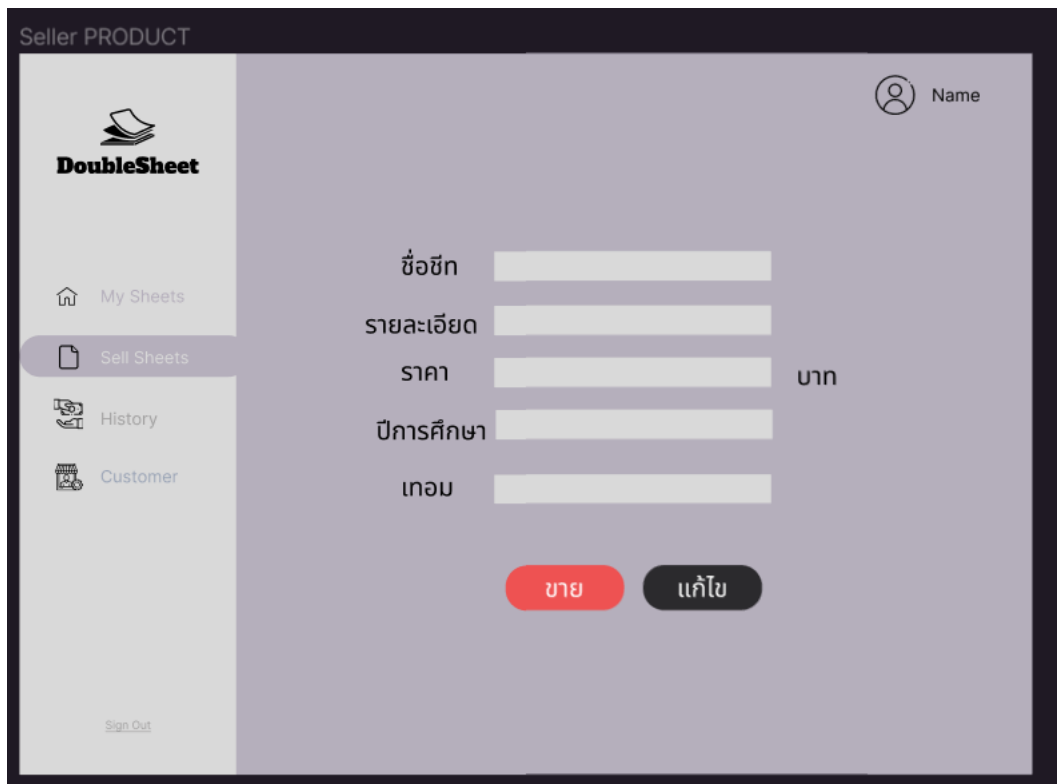 Seller PRODUCT
Name
DoubleSheet
My Sheets
Sell Sheets
History
Customer
Sign Out
ชื่อชีท
รายละเอียด
ราคา
บาท
ปีการศึกษา
เทอม
ขาย
แก้ไข